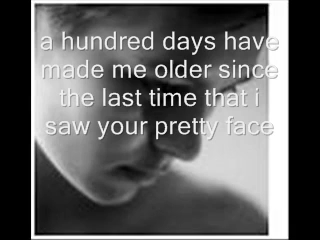 a hundred days have
made me older since
the last time that i
saw your pretty face